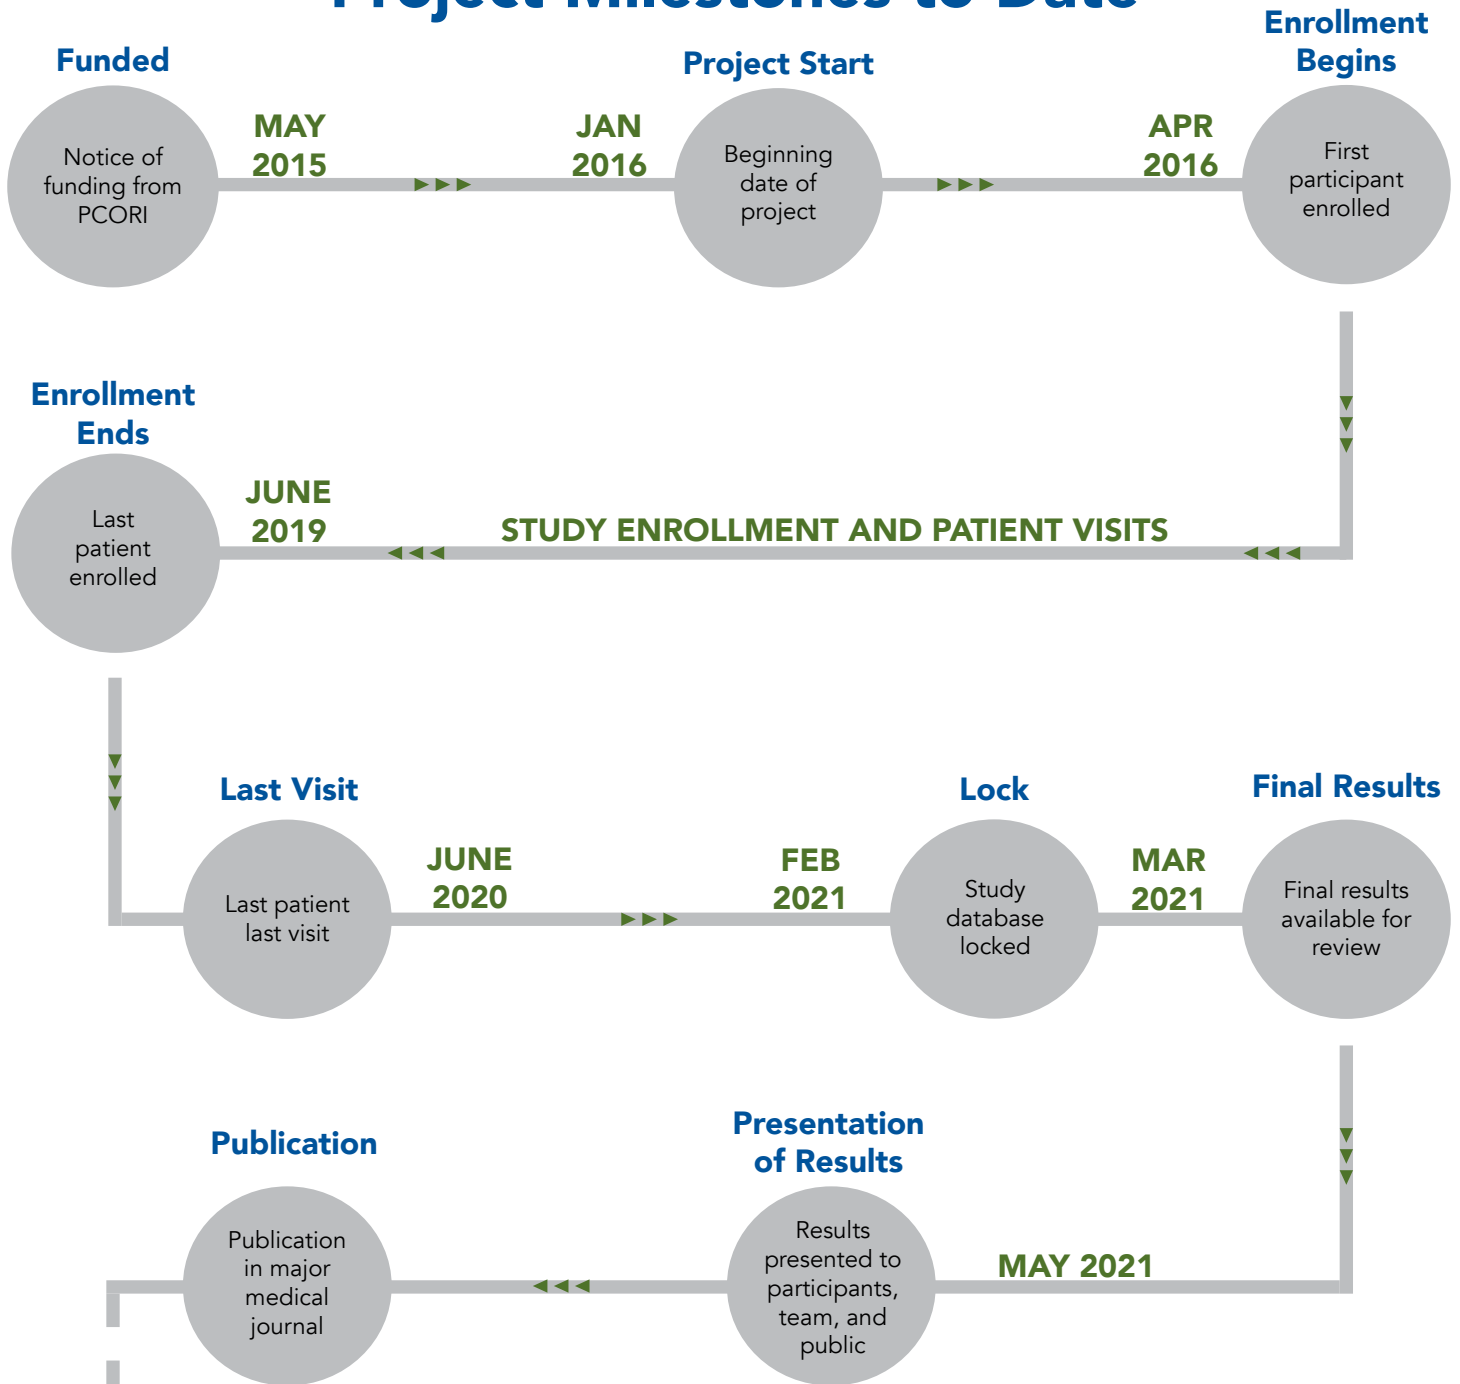 Project Milestones to Date
Funded
Notice of
funding from
PCORI
MAY
2015
JAN
2016
Project Start
Beginning
date of
project
APR
2016
Enrollment
Begins
First
participant
enrolled
Enrollment
Ends
Last
patient
enrolled
JUNE
2019
STUDY ENROLLMENT AND PATIENT VISITS
Last Visit
Last patient
last visit
JUNE
2020
FEB
2021
Lock
Study
database
locked
MAR
2021
Final Results
Final results
available for
review
Publication
Publication
in major
medical
journal
Presentation
of Results
Results
presented to
participants,
team, and
public
MAY 2021